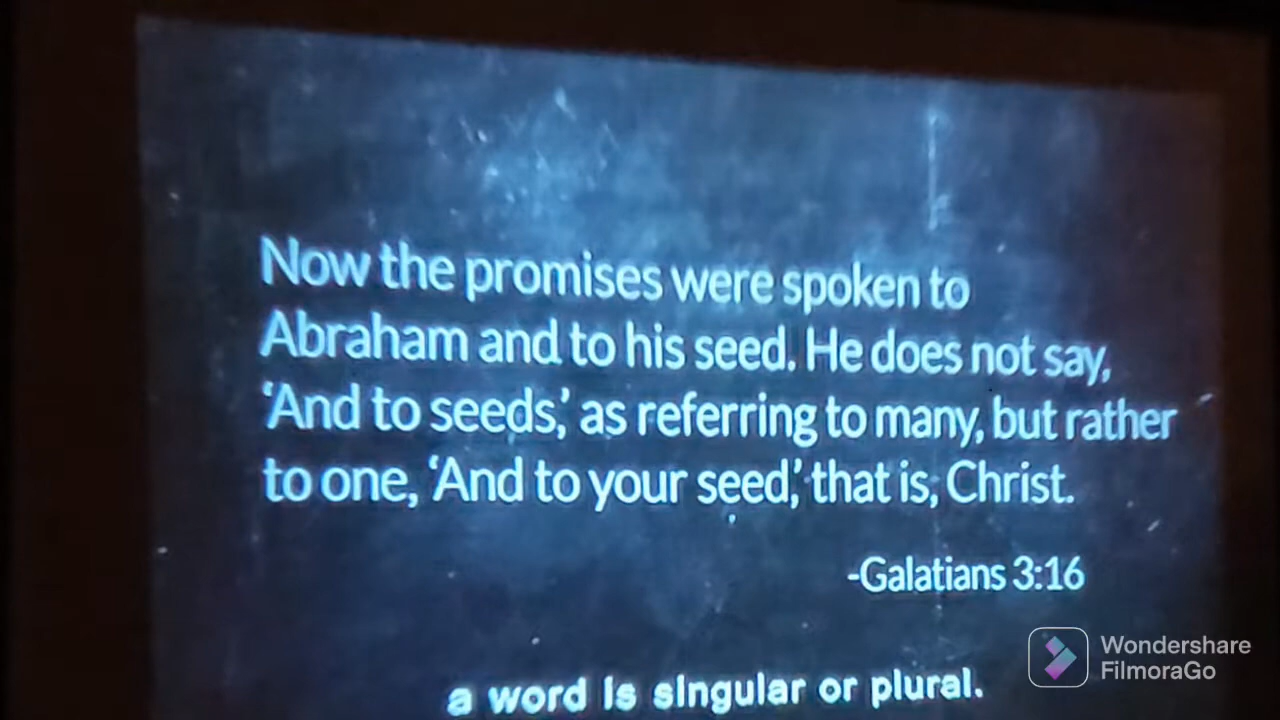 Now the promises were spoken to
Abraham and to his seed. He does not say,
‘And to seeds,’ as referring to many, but rather
to one, ‘And to your seed,’ that is, Christ.
-Galatians 3:16
a word is singular or plural.
Wondershare
FilmoraGo